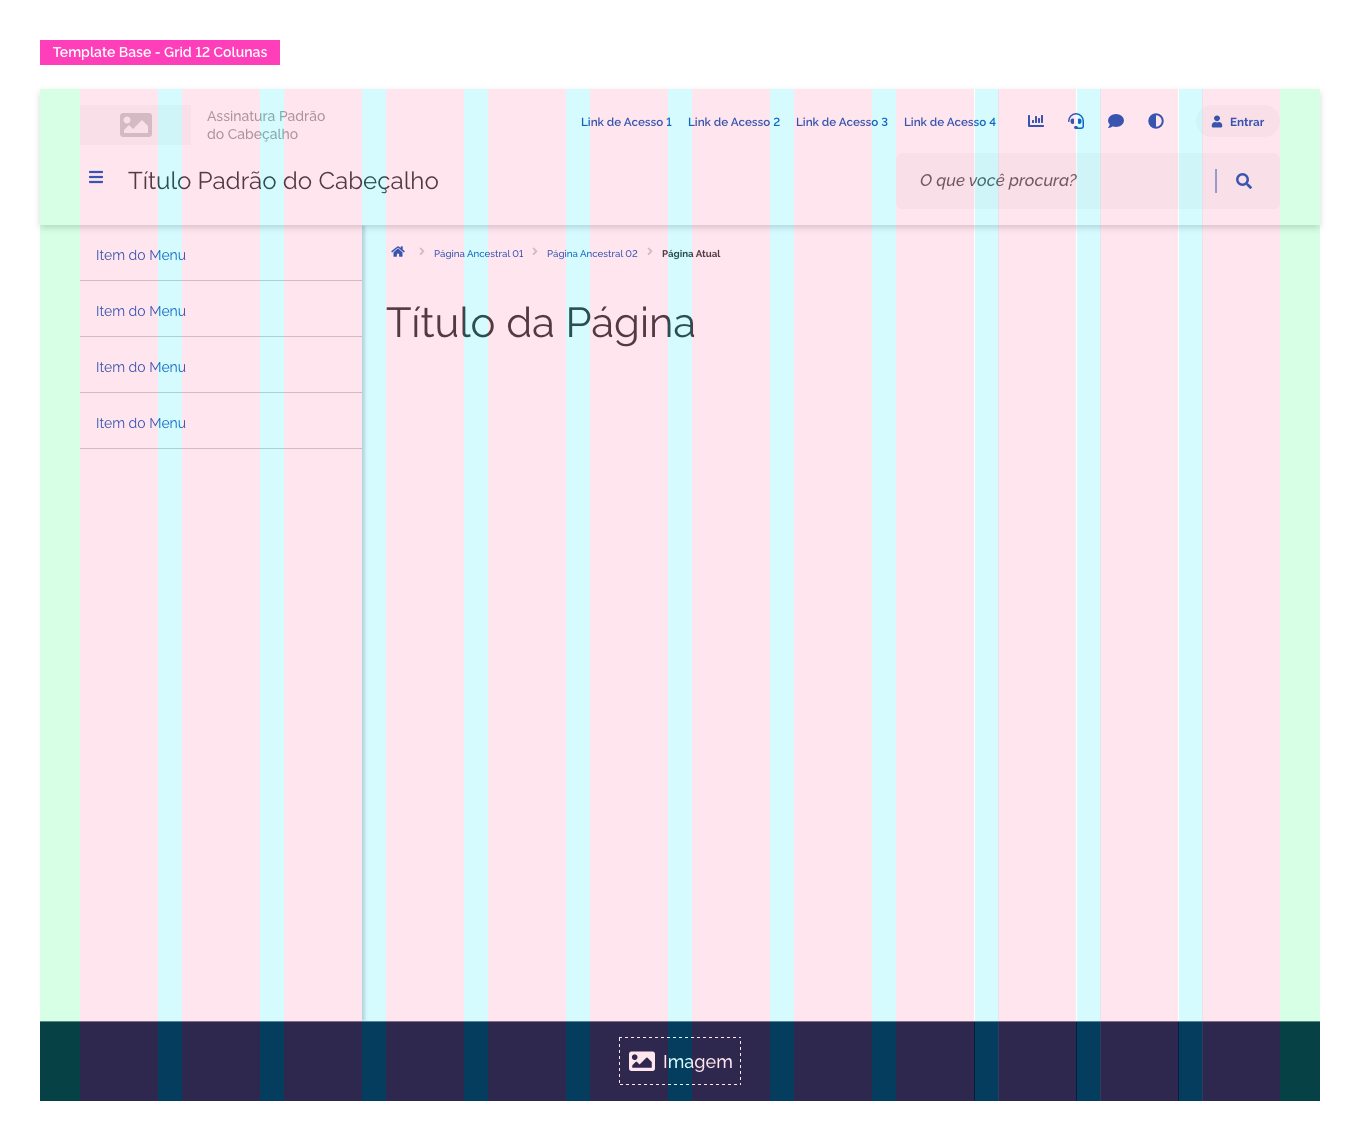 Template Base - Grid 12 Colunas
Assinatura Padrão
do Cabeçalho
Link de Acesso 1
Link de Acesso 2
Link de Acesso 3
Link de Acesso 4
Entrar
Título Padrão do Cabeçalho
O que você procura?
Item do Menu
Item do Menu
Item do Menu
Item do Menu
Página Ancestral 01
Página Ancestral 02
Página Atual
Título da Página
Imagem